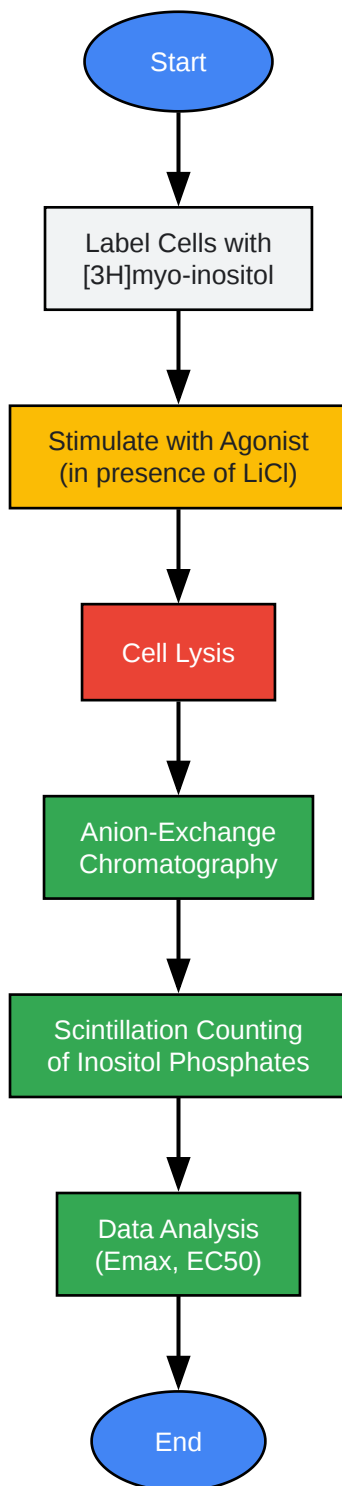 Start
Label Cells with
[3H]myo-inositol
Stimulate with Agonist
(in presence of LiCl)
Cell Lysis
Anion-Exchange
Chromatography
Scintillation Counting
of Inositol Phosphates
Data Analysis
(Emax, EC50)
End